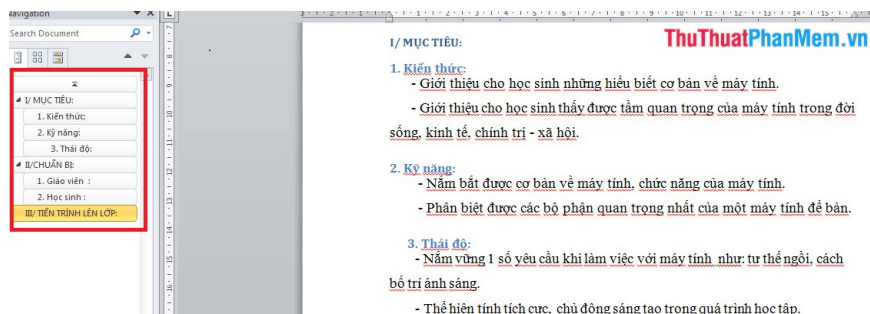 Navigation
Search Document
I/ MỤC TIÊU:
1. Kiến thức:
2. Kỹ năng:
3. Thái độ:
II/CHUẨN BỊ:
1. Giáo viên :
2. Học sinh :
III/ TIẾN TRÌNH LÊN LỚP:
ThuThuatPhanMem.vn
I/ MỤC TIÊU:
1. Kiến thức:
- Giới thiệu cho học sinh những hiểu biết cơ bản về máy tính.
- Giới thiệu cho học sinh thấy được tầm quan trọng của máy tính trong đời
sống, kinh tế, chính trị - xã hội.
2. Kỹ năng:
- Nắm bắt được cơ bản về máy tính, chức năng của máy tính.
- Phân biệt được các bộ phận quan trọng nhất của một máy tính để bàn.
3. Thái độ:
- Nắm vững 1 số yêu cầu khi làm việc với máy tính như: tư thế ngồi, cách
bố trí ánh sáng.
- Thể hiện tính tích cực, chủ động sáng tạo trong quá trình học tập.